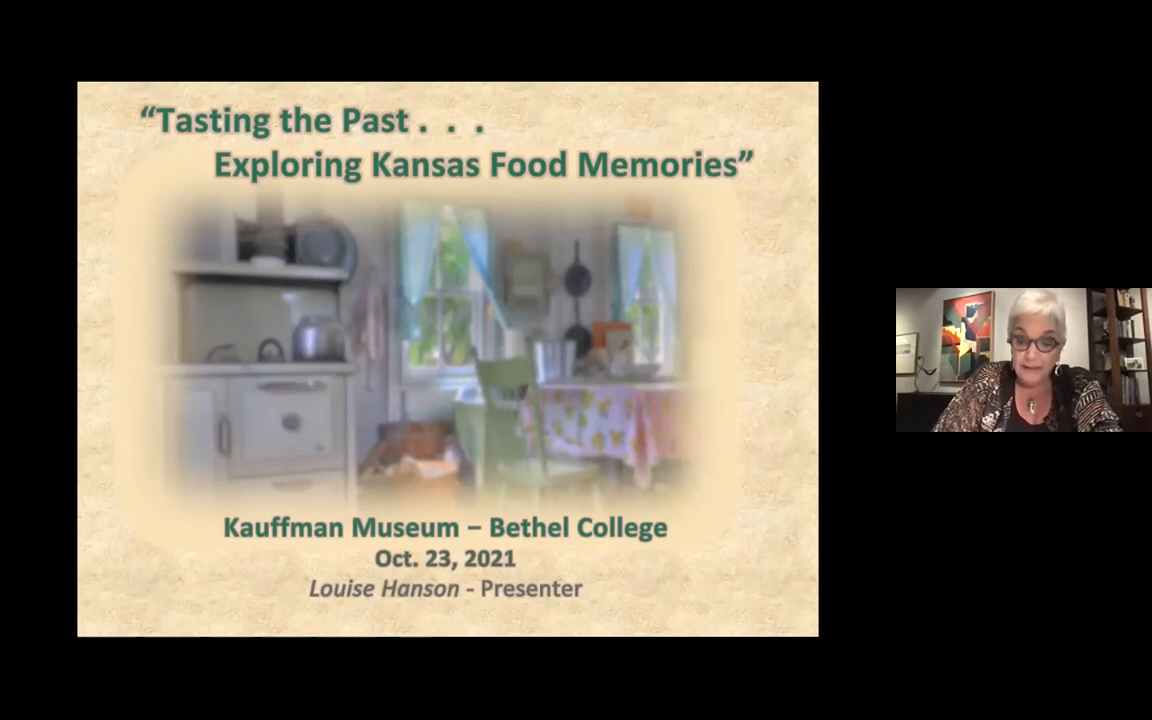 “Tasting the Past . . .
Exploring Kansas Food Memories”
Kauffman Museum – Bethel College
Oct. 23, 2021
Louise Hanson - Presenter